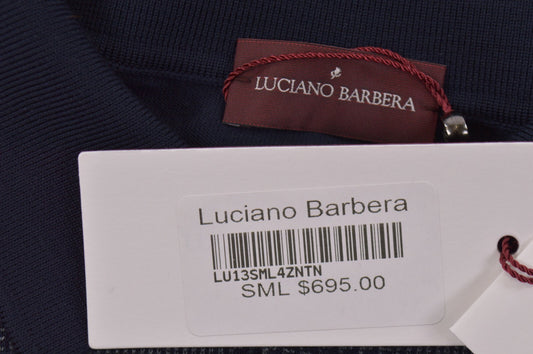 LUCIANO BARBERA
Luciano Barbera
LU13SML4ZNTN
SML $695.00